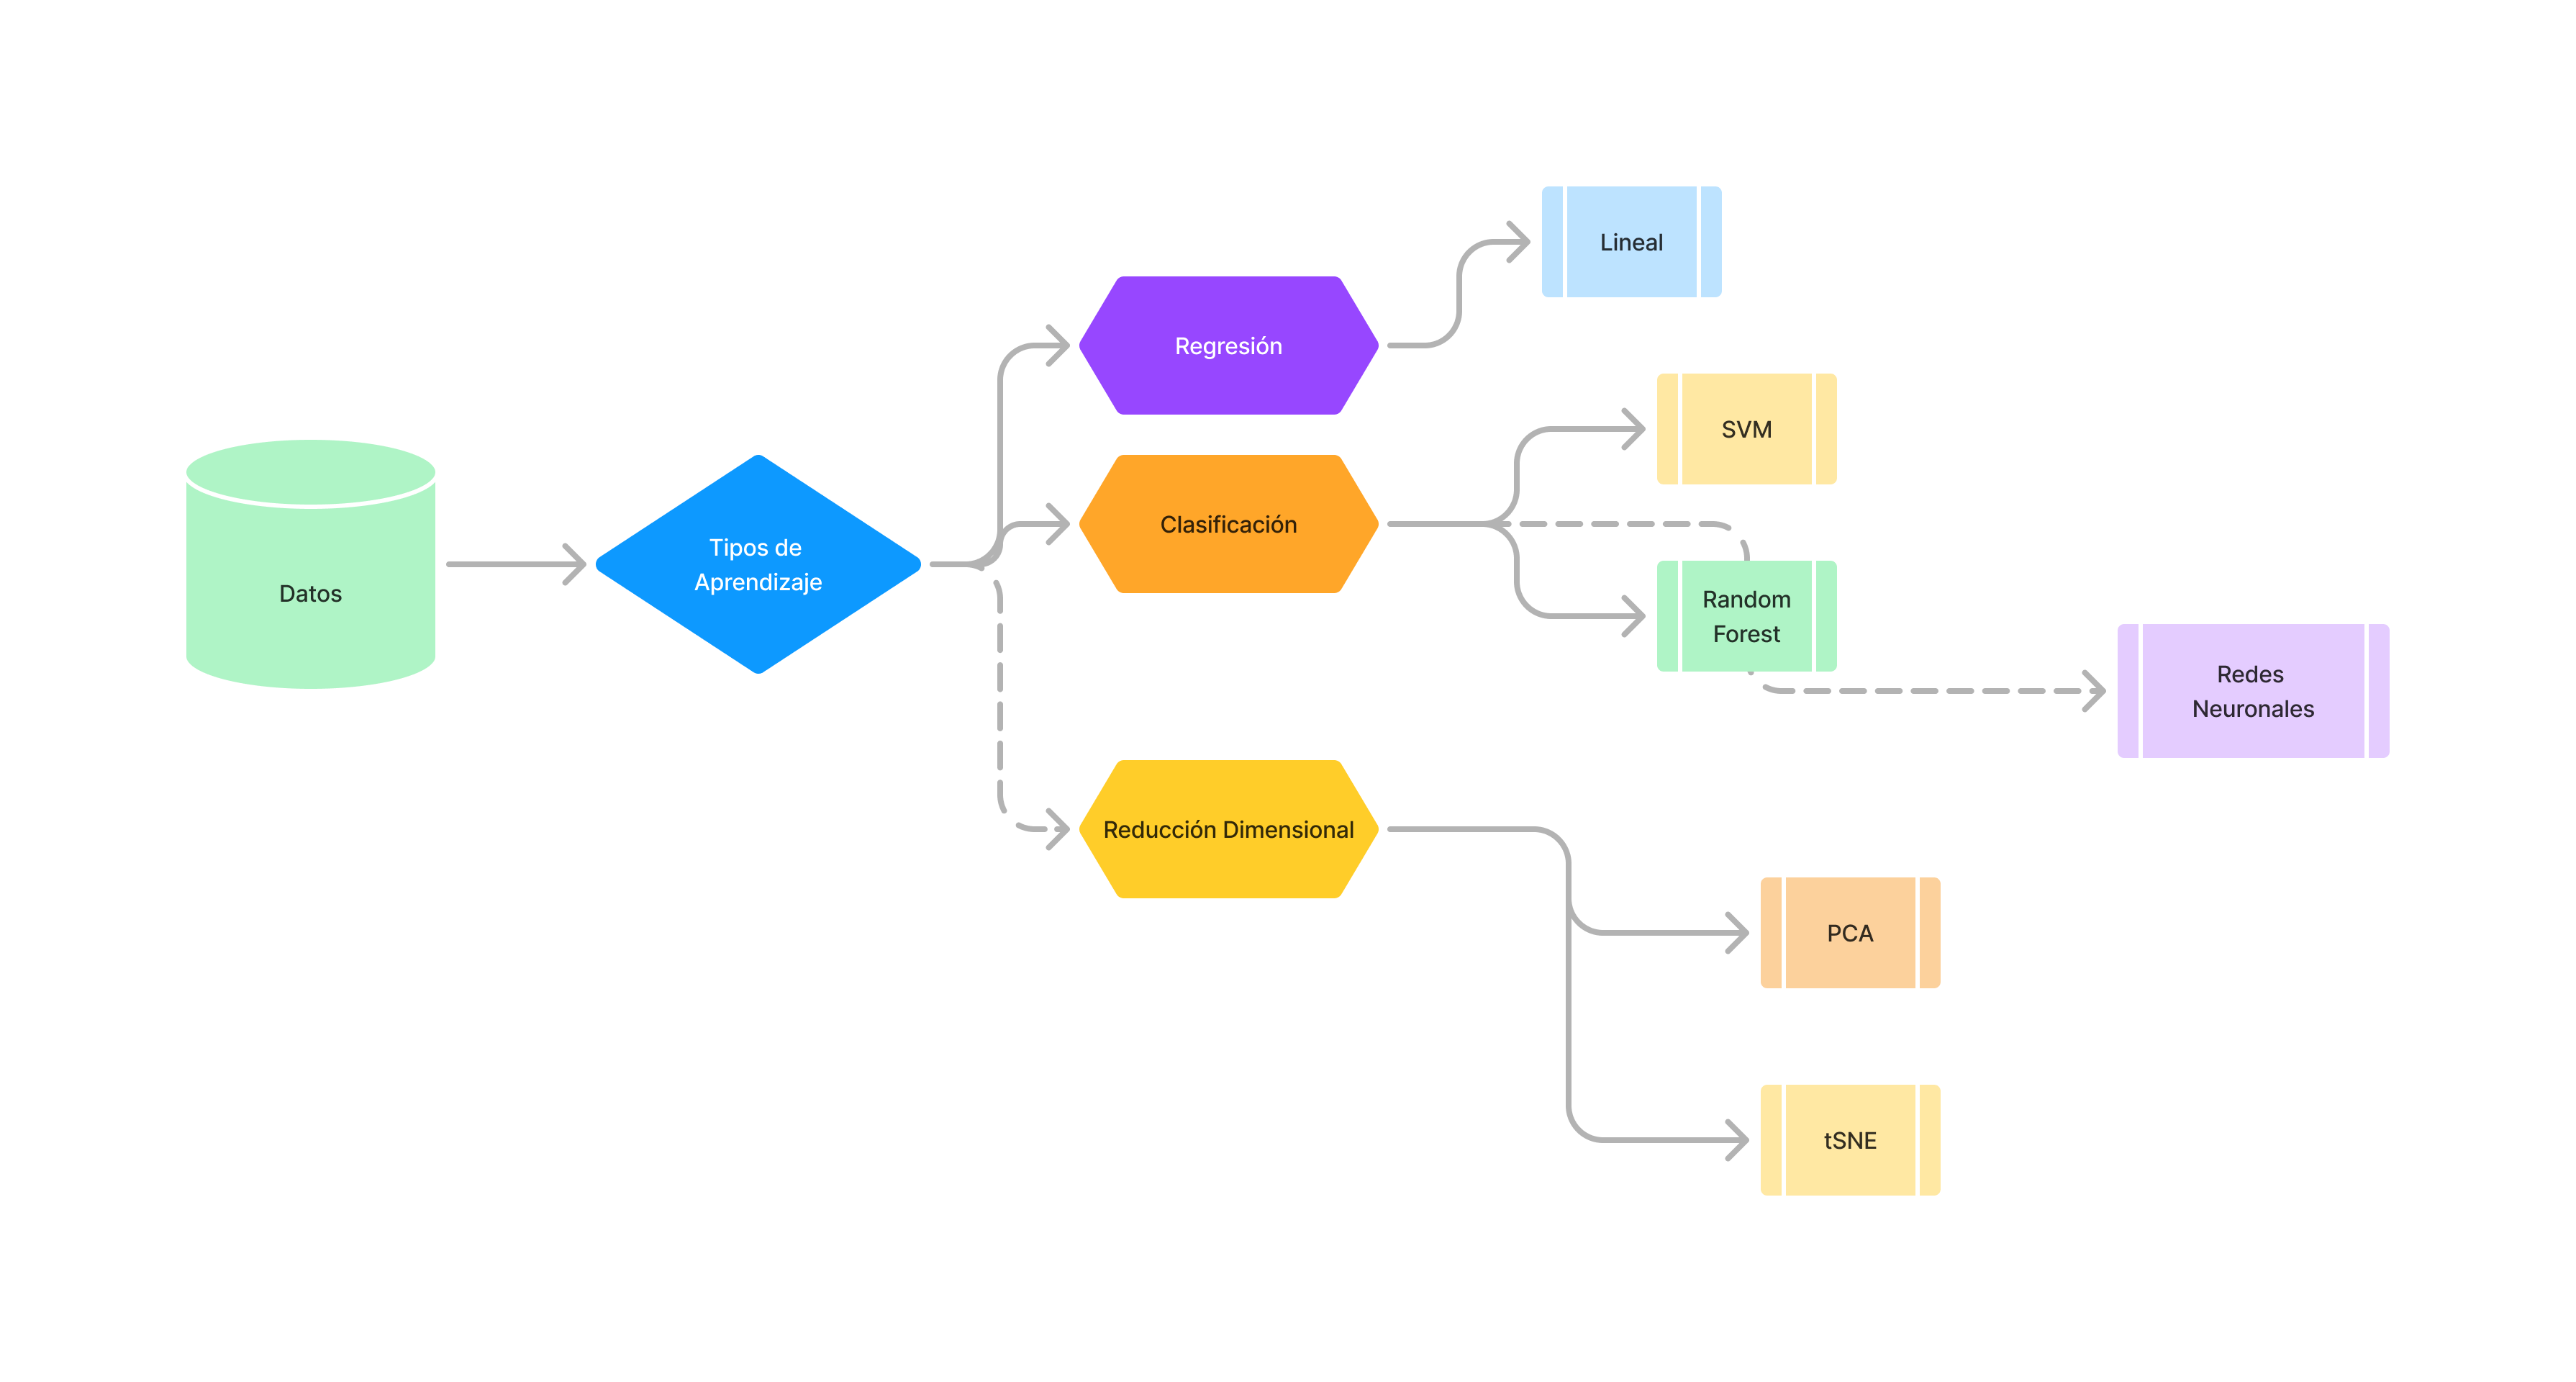 Datos
Tipos de
Aprendizaje
Regresión
Clasificación
Reducción Dimensional
Lineal
SVM
Random
Forest
Redes
Neuronales
PCA
tSNE